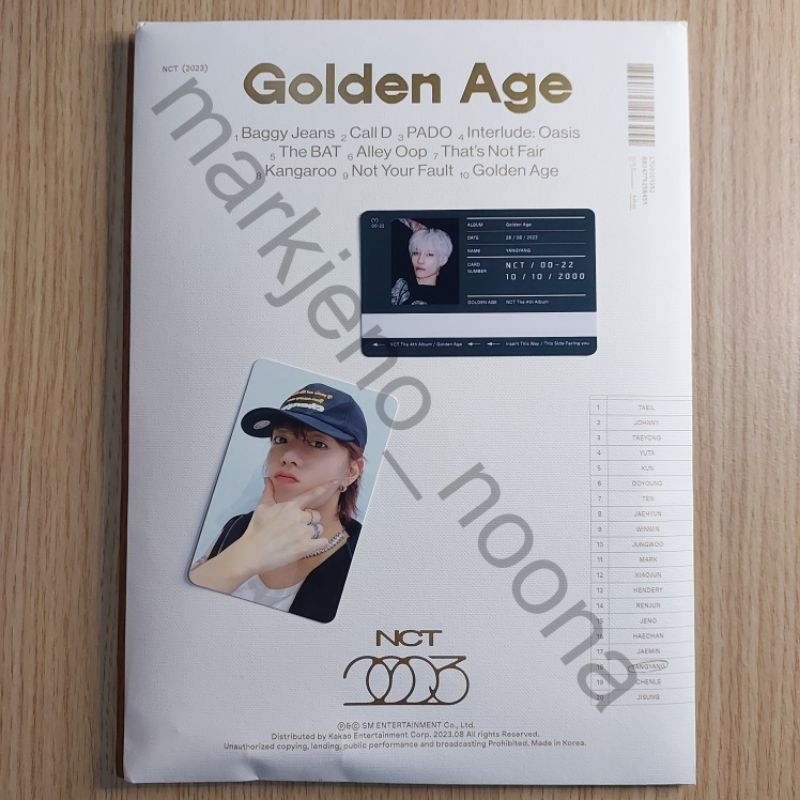 NCT (2023)
Golden Age
1 Baggy Jeans 2 Call D 3 PADO 4 Interlude: Oasis
5 The BAT 6 Alley Oop 7 That's Not Fair
8 Kangaroo 9 Not Your Fault 10 Golden Age
(Y)
00-22
ALBUM Golden Age
DATE 28 / 08 / 2023
NAME YANGYANG
CARD NUMBER NCT / 00-22
10 / 10 / 2000
GOLDEN AGE NCT The 4th Album
NCT The 4th Album / Golden Age Insert This Way / This Side Facing you
1 TAEIL
2 JOHNNY
3 TAEYONG
4 YUTA
5 KUN
6 DOYOUNG
7 TEN
8 JAEHYUN
9 WINWIN
10 JUNGWOO
11 MARK
12 XIAOJUN
13 HENDERY
14 RENJUN
15 JENO
16 HAECHAN
17 JAEMIN
18 YANGYANG
19 CHENLE
20 JISUNG
NCT
2023
Ⓟ&© SM ENTERTAINMENT Co., Ltd.
Distributed by Kakao Entertainment Corp. 2023.08 All rights Reserved.
Unauthorized copying, lending, public performance and broadcasting Prohibited. Made in Korea.
markjeno_noona